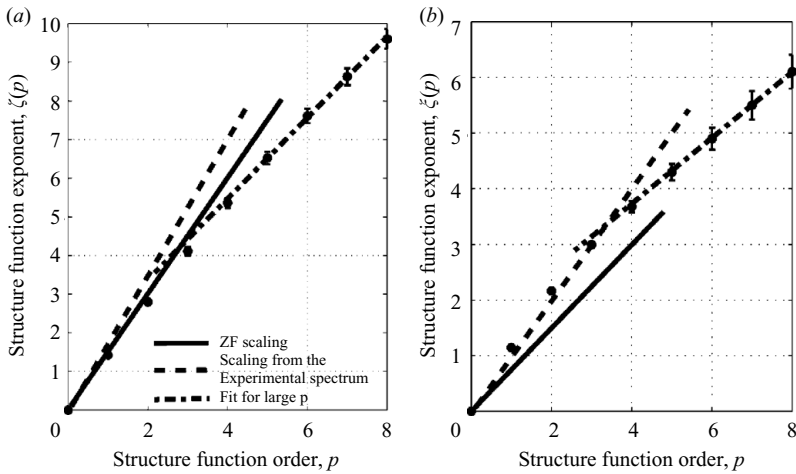 (a)
10
9
8
7
6
5
4
3
2
1
0
2
4
6
8
Structure function exponent, ζ(p)
Structure function order, p
ZF scaling
Scaling from the
Experimental spectrum
Fit for large p
(b)
7
6
5
4
3
2
1
0
2
4
6
8
Structure function exponent, ξ(p)
Structure function order, p